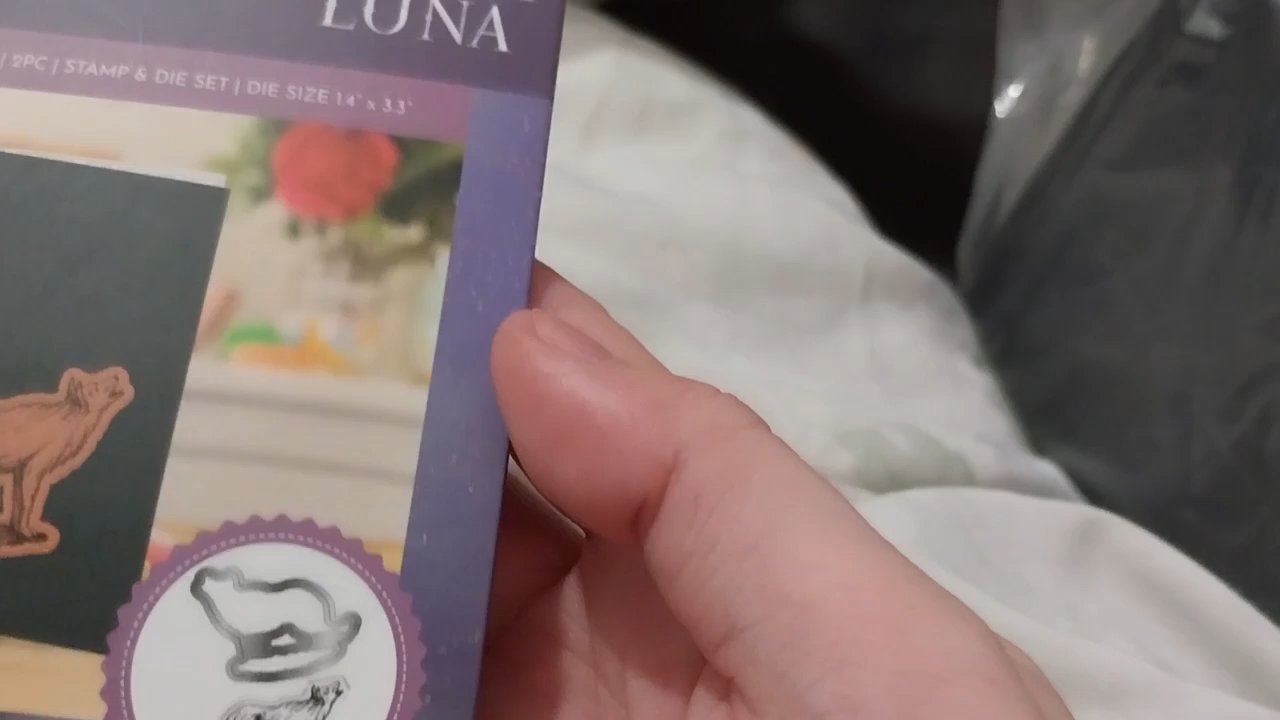 LUNA
| 2PC | STAMP & DIE SET | DIE SIZE 1.4" x 3.3"